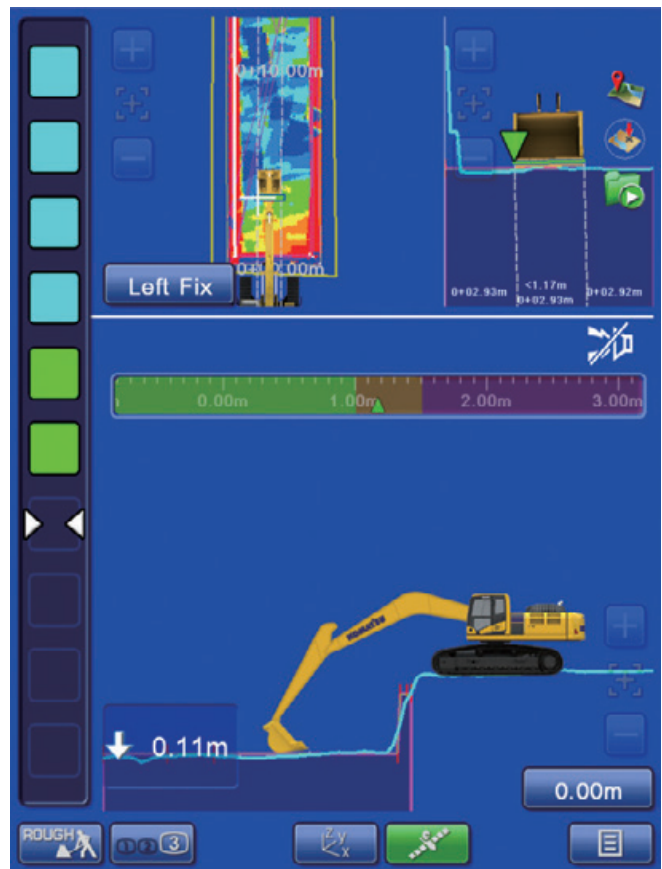 0+10.00m
0+00.00m
Left Fix
0+02.93m
<1.17m
0+02.93m
0+02.92m
0.00m 1.00m 2.00m 3.00m
KOMATSU
0.11m
0.00m
ROUGH
1 2 3
Z y x